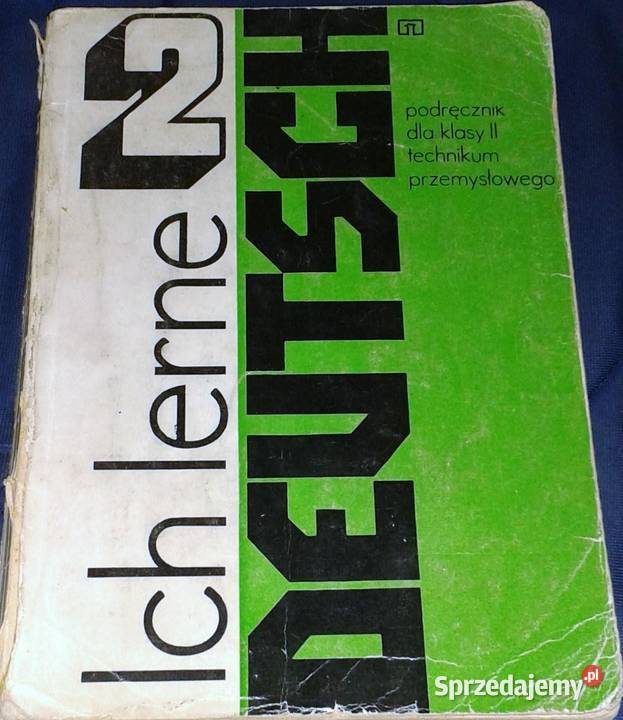 Ich lerne
DEUTSCH
2
podręcznik
dla klasy II
technikum
przemysłowego
Sprzedajemy.pl